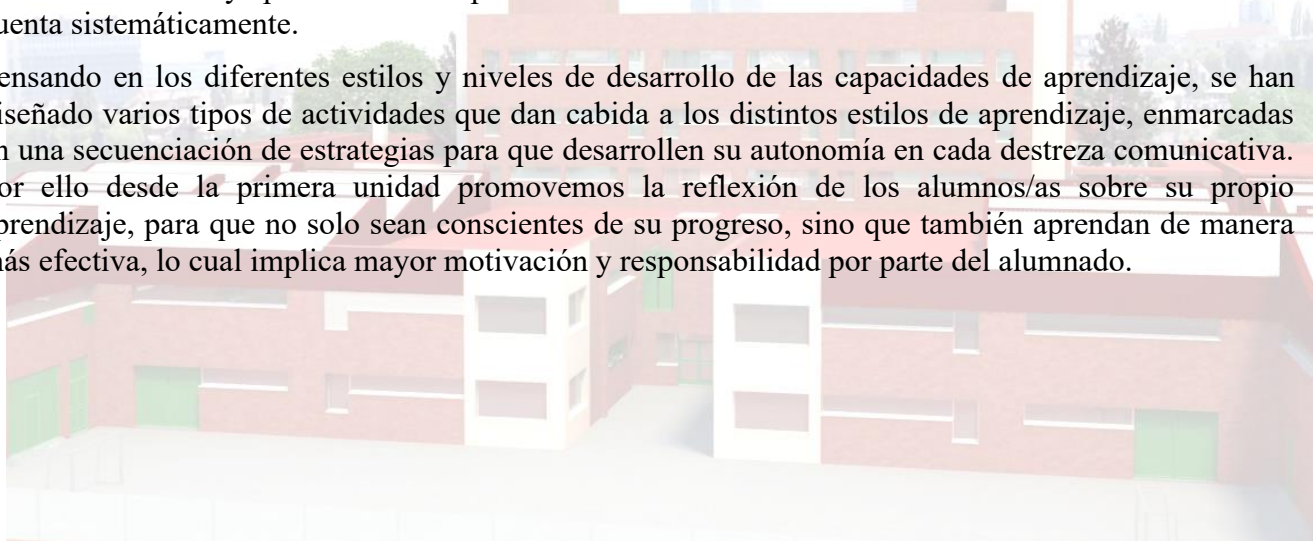 uenta sistemáticamente.
ensando en los diferentes estilos y niveles de desarrollo de las capacidades de aprendizaje, se han
iseñado varios tipos de actividades que dan cabida a los distintos estilos de aprendizaje, enmarcadas
n una secuenciación de estrategias para que desarrollen su autonomía en cada destreza comunicativa.
or ello desde la primera unidad promovemos la reflexión de los alumnos/as sobre su propio
prendizaje, para que no solo sean conscientes de su progreso, sino que también aprendan de manera
ás efectiva, lo cual implica mayor motivación y responsabilidad por parte del alumnado.